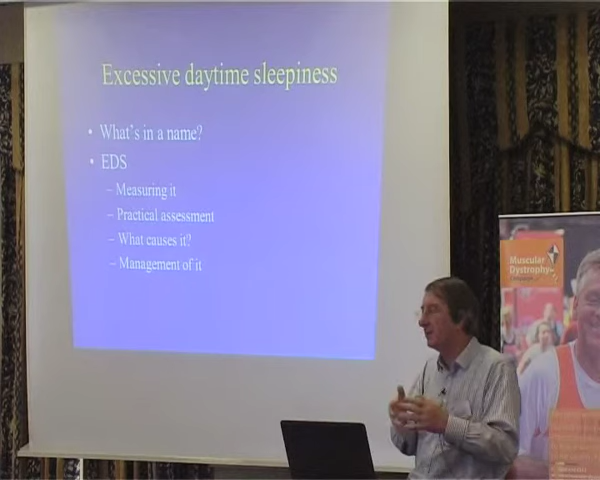 Excessive daytime sleepiness
• What's in a name?
• EDS
– Measuring it
– Practical assessment
– What causes it?
– Management of it
Muscular
Dystrophy